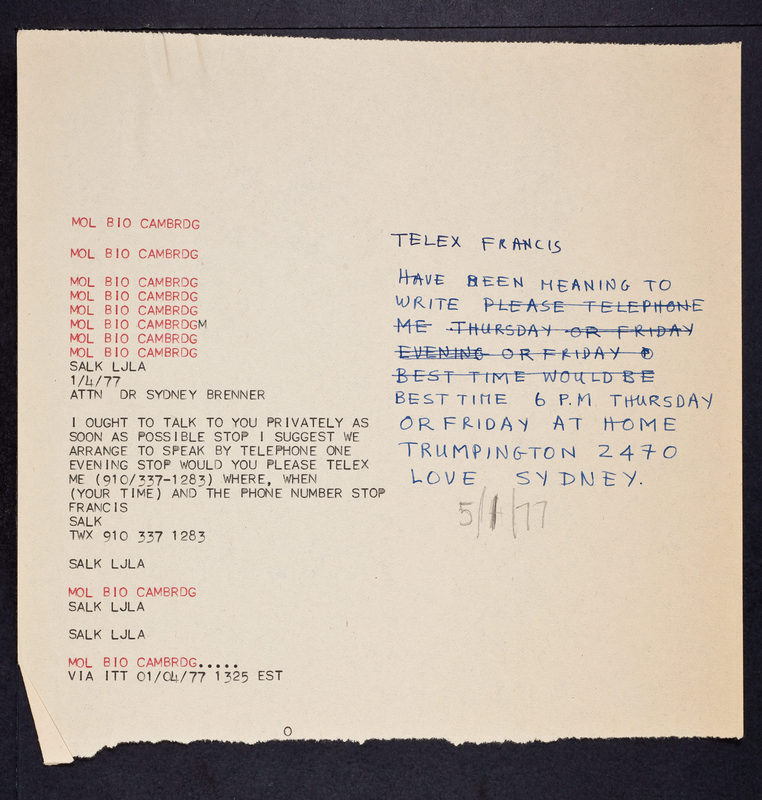 MOL BIO CAMBRDG
MOL BIO CAMBRDG
MOL BIO CAMBRDG
MOL BIO CAMBRDG
MOL BIO CAMBRDG
MOL BIO CAMBRDGM
MOL BIO CAMBRDG
MOL BIO CAMBRDG
SALK LJLA
1/4/77
ATTN DR SYDNEY BRENNER
I OUGHT TO TALK TO YOU PRIVATELY AS
SOON AS POSSIBLE STOP I SUGGEST WE
ARRANGE TO SPEAK BY TELEPHONE ONE
EVENING STOP WOULD YOU PLEASE TELEX
ME (910/337-1283) WHERE, WHEN
(YOUR TIME) AND THE PHONE NUMBER STOP
FRANCIS
SALK
TWX 910 337 1283
SALK LJLA
MOL BIO CAMBRDG
SALK LJLA
SALK LJLA
MOL BIO CAMBRDG.....
VIA ITT 01/04/77 1325 EST
O
TELEX FRANCIS
HAVE BEEN MEANING TO
WRITE PLEASE TELEPHONE
ME THURSDAY OR FRIDAY
EVENING OR FRIDAY
BEST TIME WOULD BE
BEST TIME 6 P.M THURSDAY
OR FRIDAY AT HOME
TRUMPINGTON 2470
LOVE SYDNEY.
5/1/77